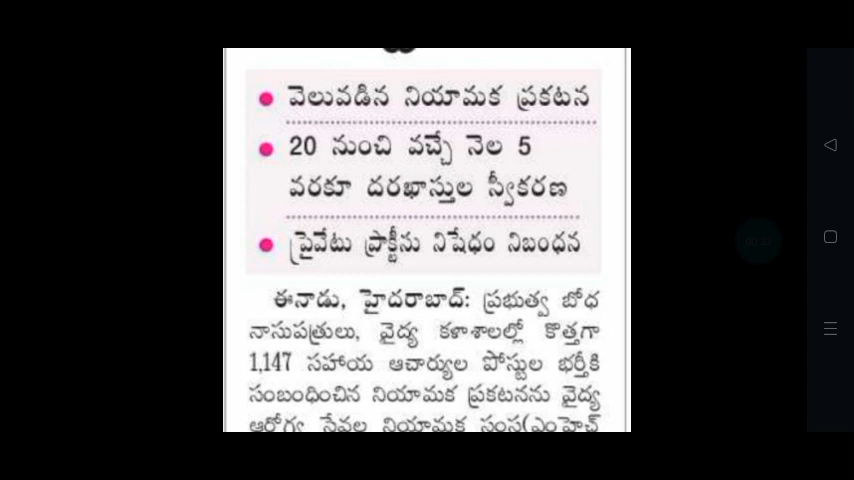 వెలువడిన నియామక ప్రకటన
20 నుంచి వచ్చే నెల 5
వరకూ దరఖాస్తుల స్వీకరణ
ప్రైవేటు ప్రాక్టీసు నిషేధం నిబంధన
ఈనాడు, హైదరాబాద్: ప్రభుత్వ బోధ
నాసుపత్రులు, వైద్య కళాశాలల్లో కొత్తగా
1,147 సహాయ ఆచార్యుల పోస్టుల భర్తీకి
సంబంధించిన నియామక ప్రకటనను వైద్య
ఆరోగ్య సేవల నియామక సంస్థ(ఎంహెచ్